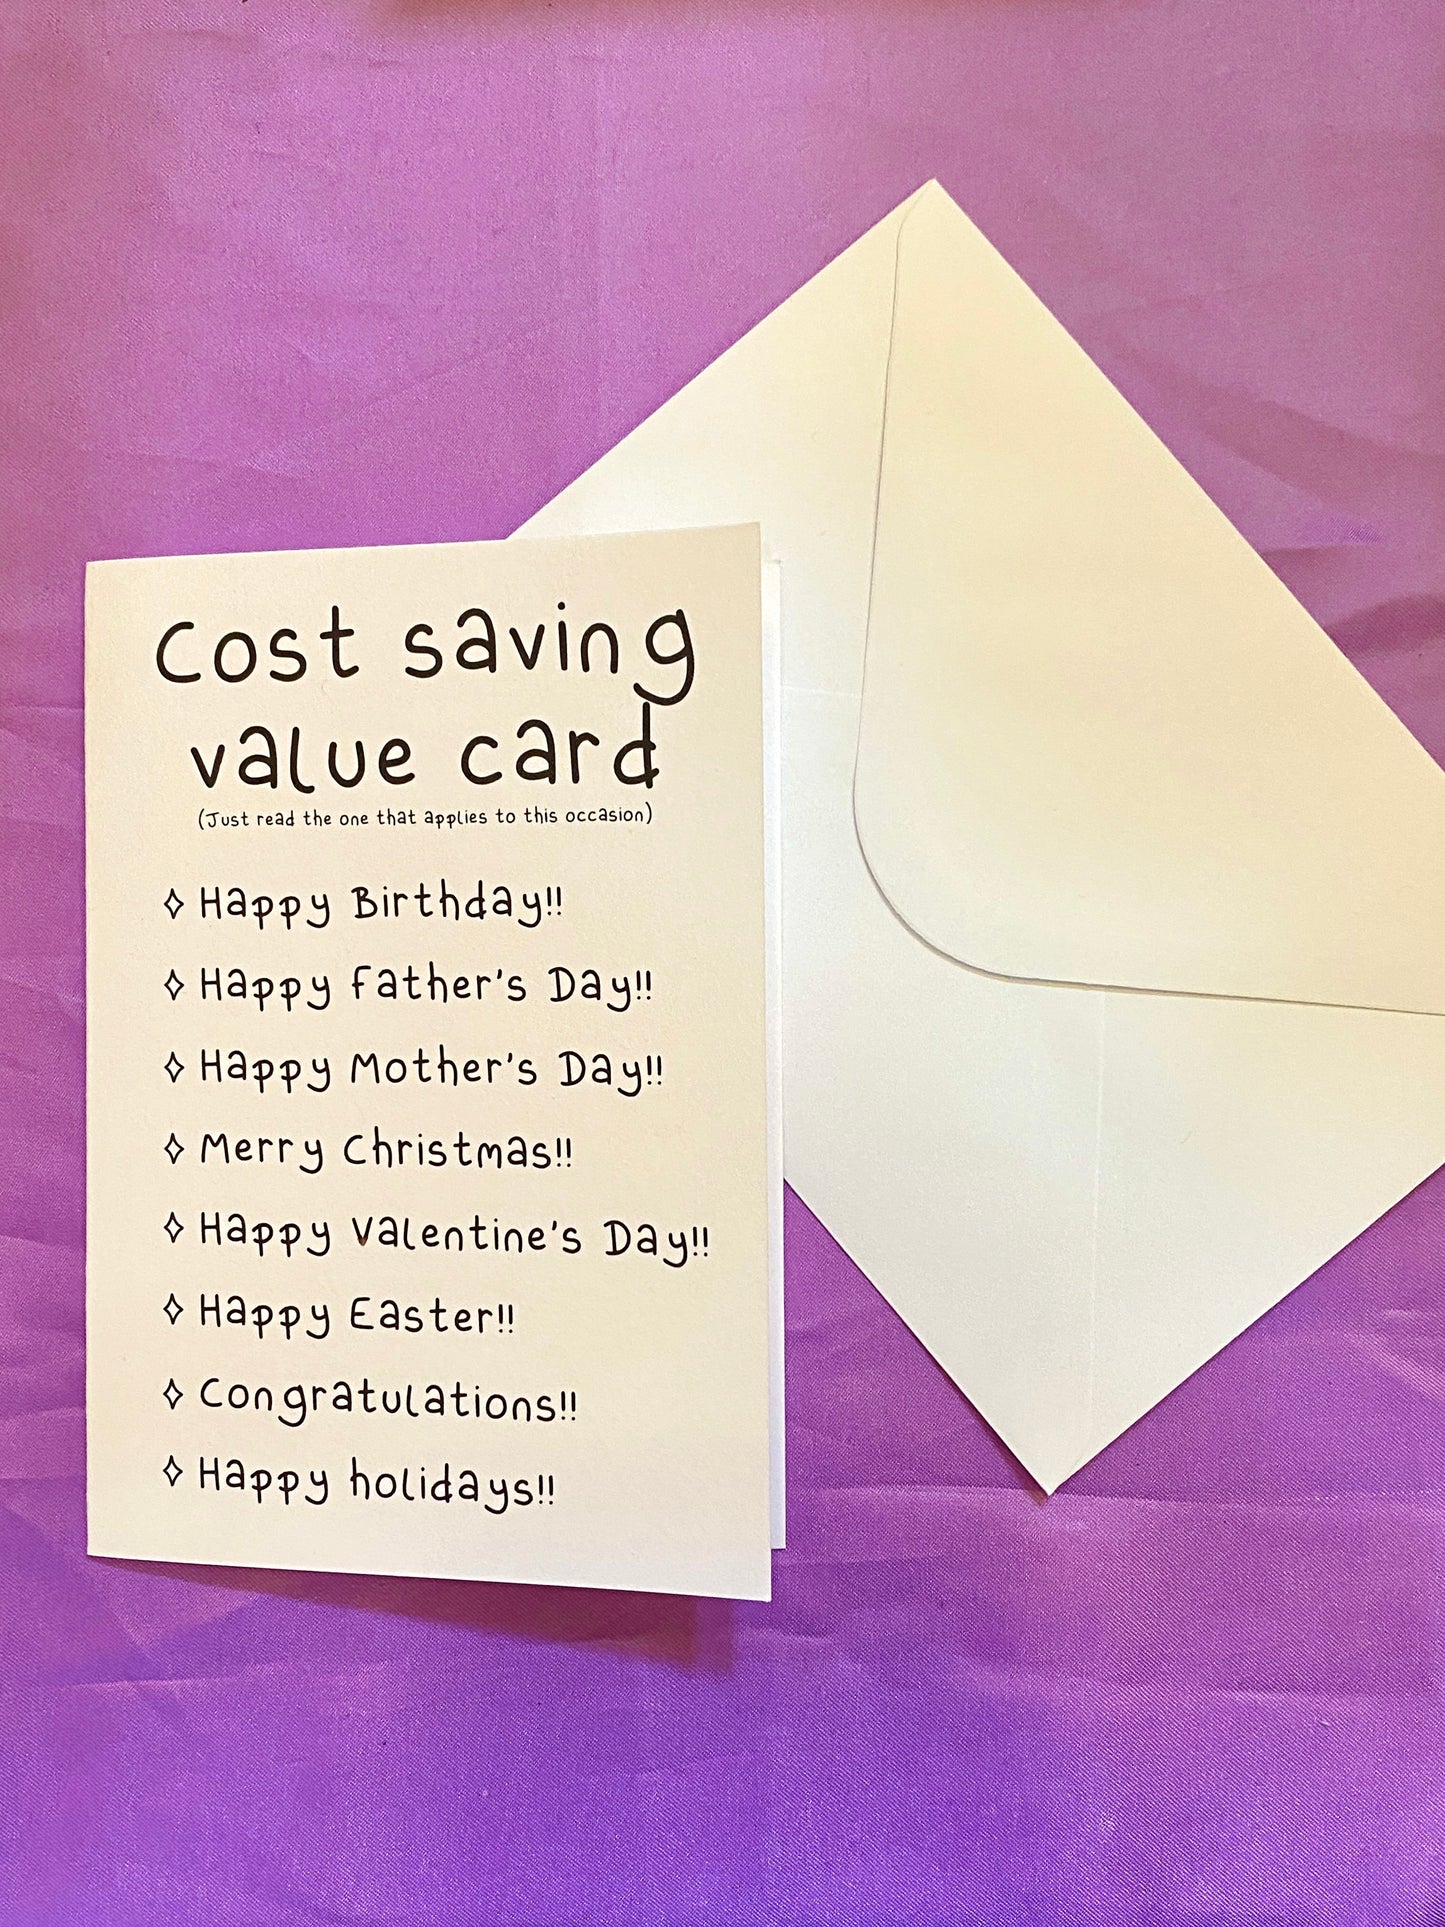 Cost saving
value card
(Just read the one that applies to this occasion)
✧ Happy Birthday!!
✧ Happy Father's Day!!
✧ Happy Mother's Day!!
✧ Merry Christmas!!
✧ Happy Valentine's Day!!
✧ Happy Easter!!
✧ Congratulations!!
✧ Happy holidays!!